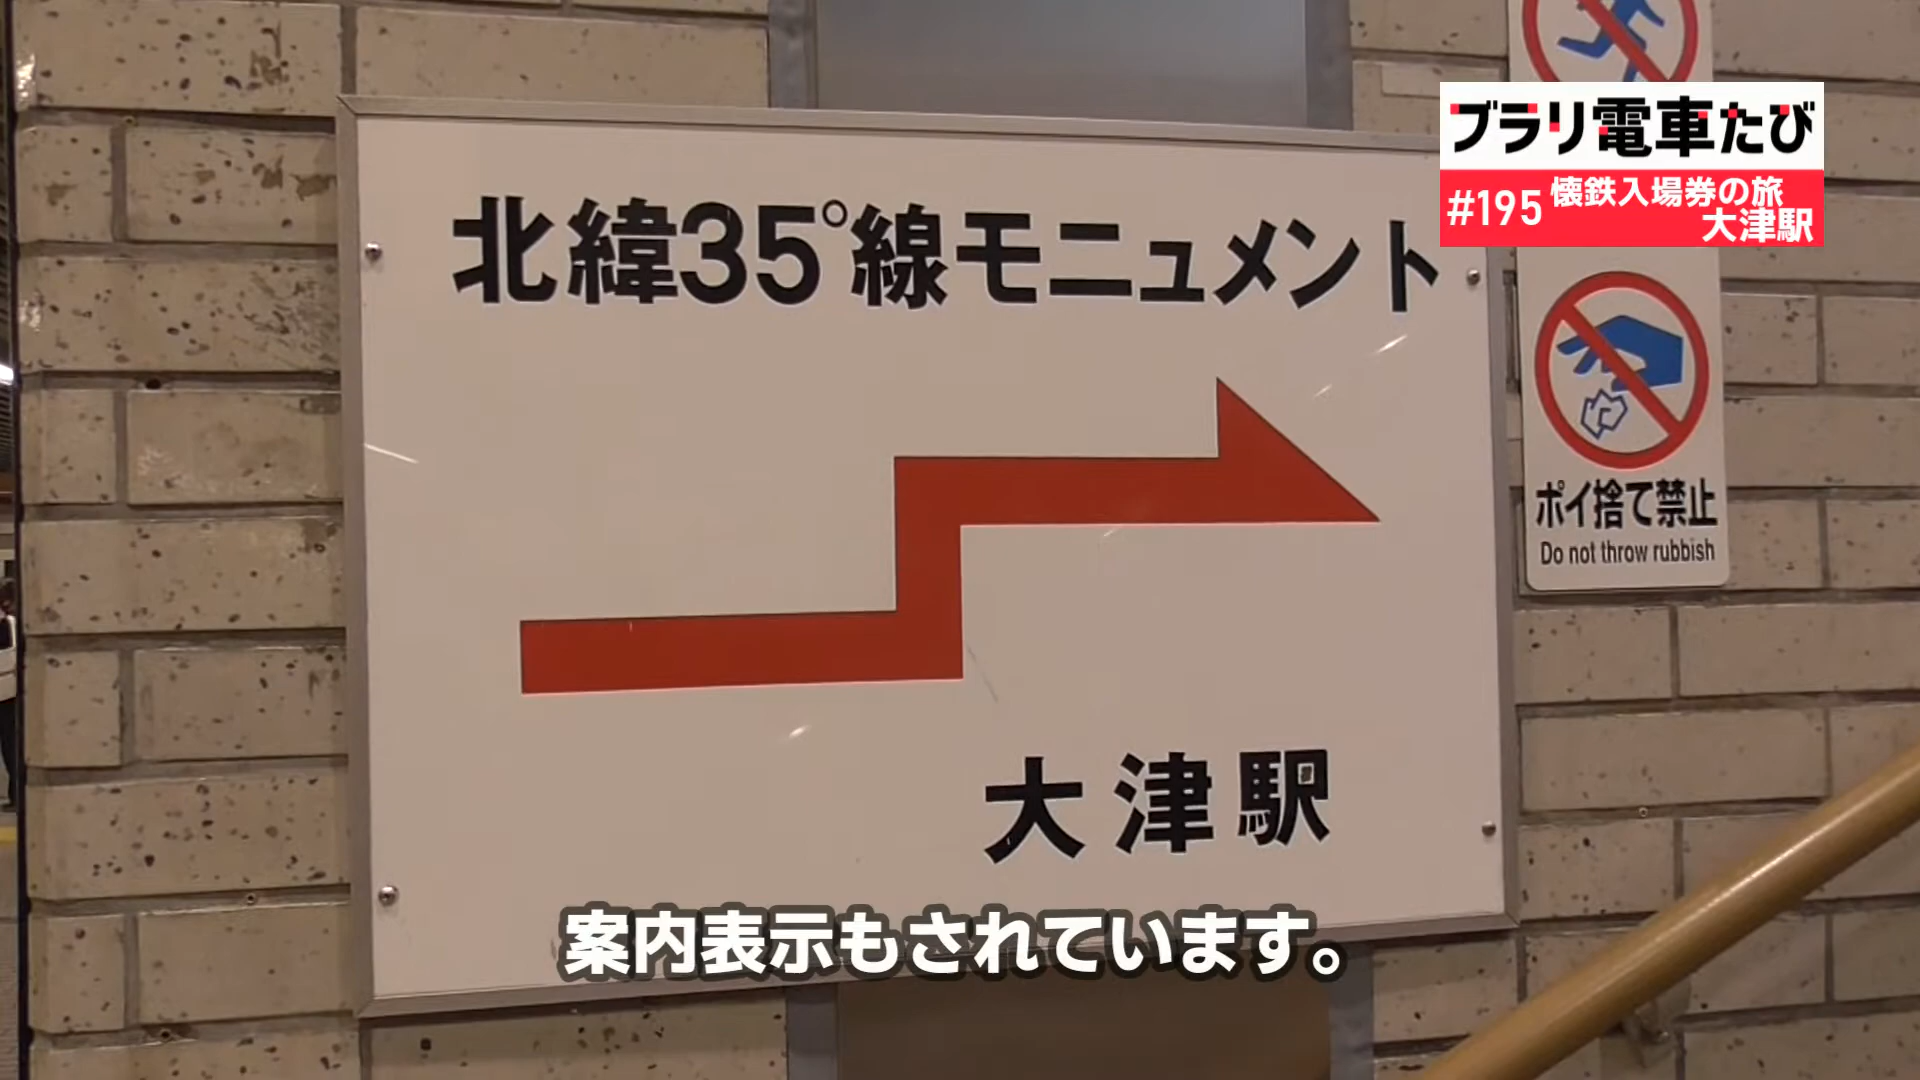 ブラリ電車たび
#195 懐鉄入場券の旅
大津駅
北緯35°線モニュメント
大津駅
ポイ捨て禁止
Do not throw rubbish
案内表示もされています。